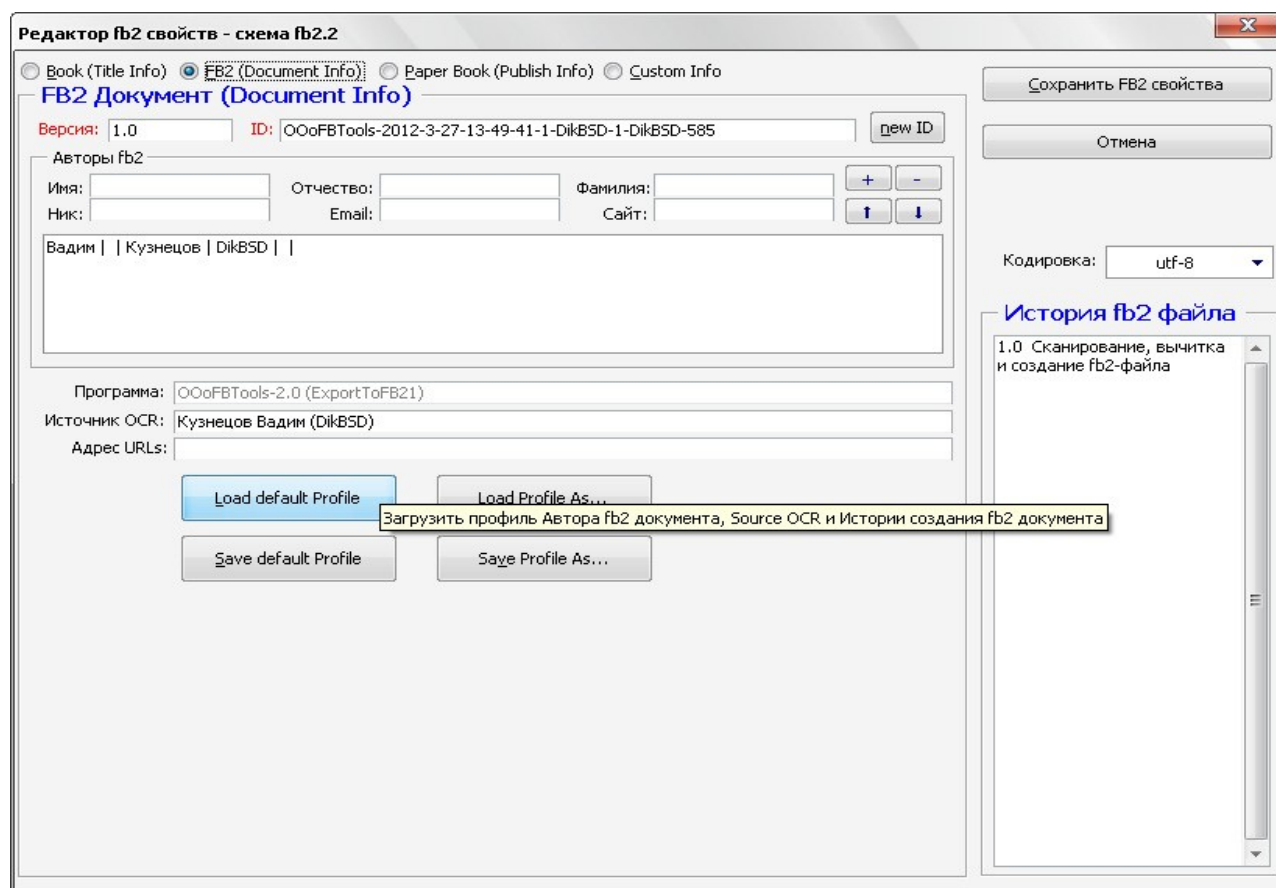 Редактор fb2 свойств - схема fb2.2
Book (Title Info) FB2 (Document Info) Paper Book (Publish Info) Custom Info
FB2 Документ (Document Info)
Версия: 1.0 ID: OOoFBTools-2012-3-27-13-49-41-1-DikBSD-1-DikBSD-585 new ID
Авторы fb2
Имя: Отчество: Фамилия: + -
Ник: Email: Сайт:
Вадим | | Кузнецов | DikBSD | |
Программа: OOoFBTools-2.0 (ExportToFB21)
Источник OCR: Кузнецов Вадим (DikBSD)
Адрес URLs:
Load default Profile Load Profile As...
Загрузить профиль Автора fb2 документа, Source OCR и Истории создания fb2 документа
Save default Profile Save Profile As...
Сохранить FB2 свойства
Отмена
Кодировка: utf-8
История fb2 файла
1.0 Сканирование, вычитка
и создание fb2-файла